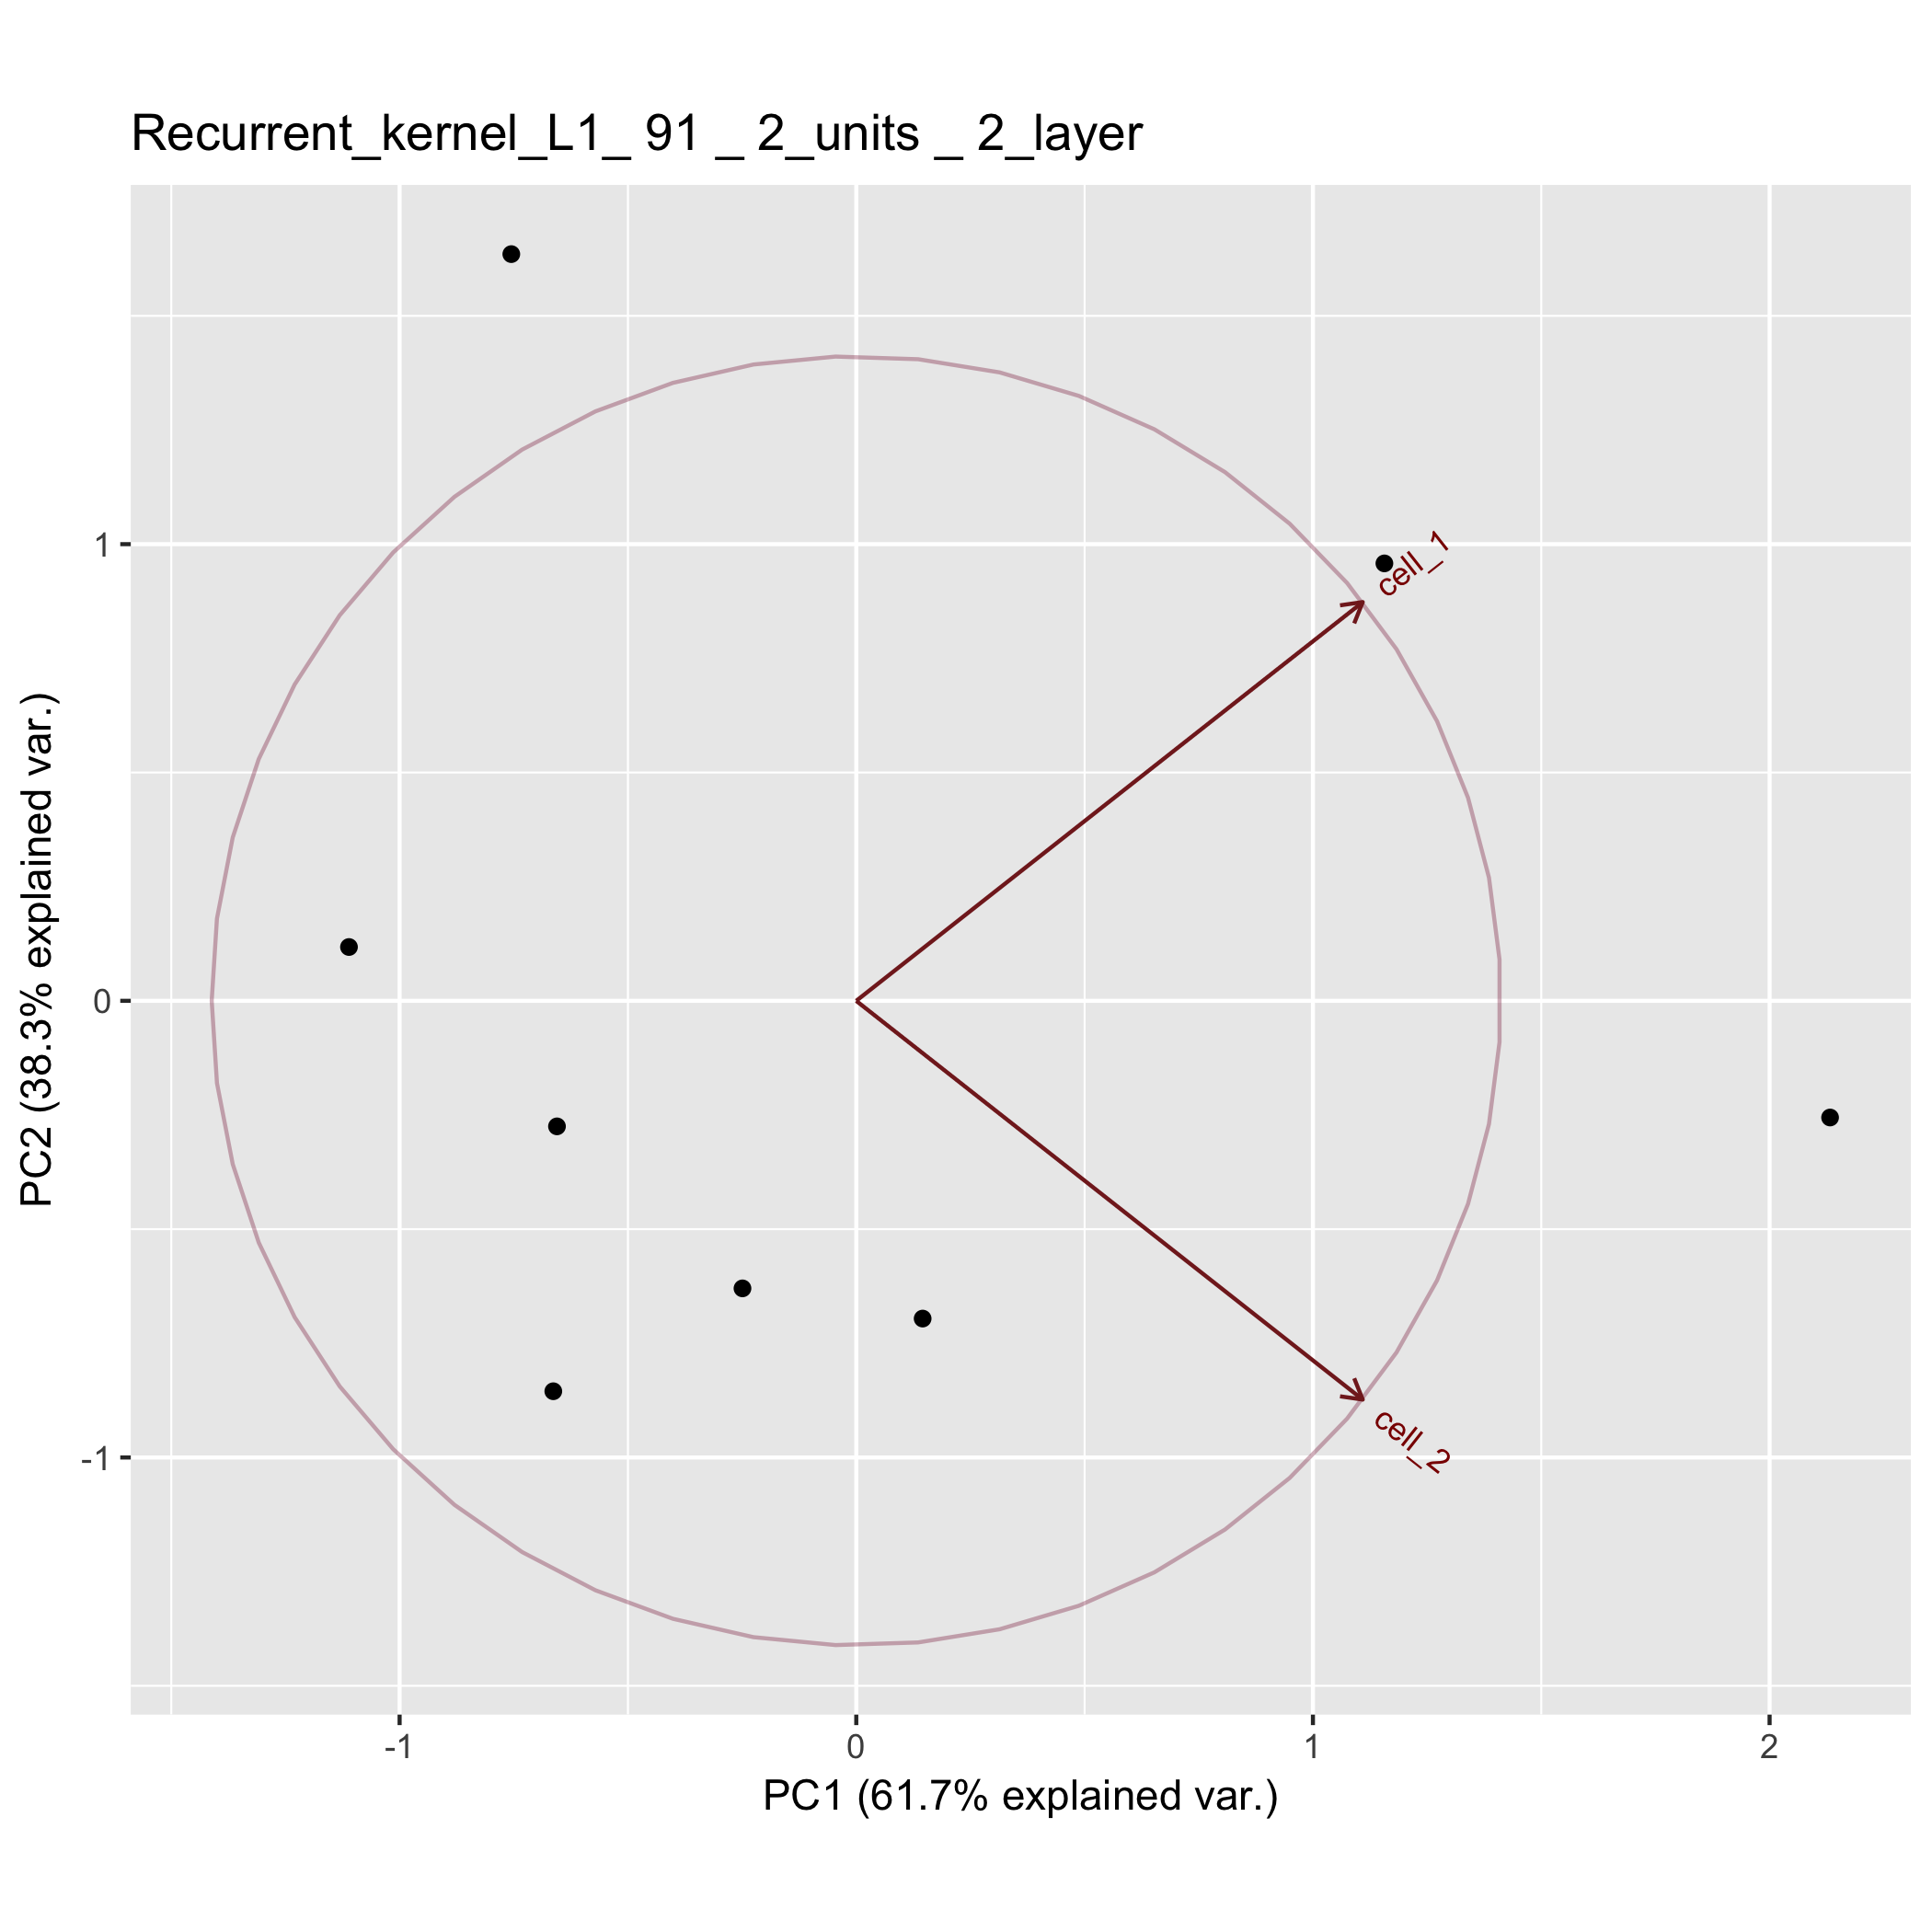 Recurrent_kernel_L1_ 91 _ 2_units _ 2_layer
1
0
-1
PC2 (38.3% explained var.)
cell_1
cell_2
-1
0
1
2
PC1 (61.7% explained var.)